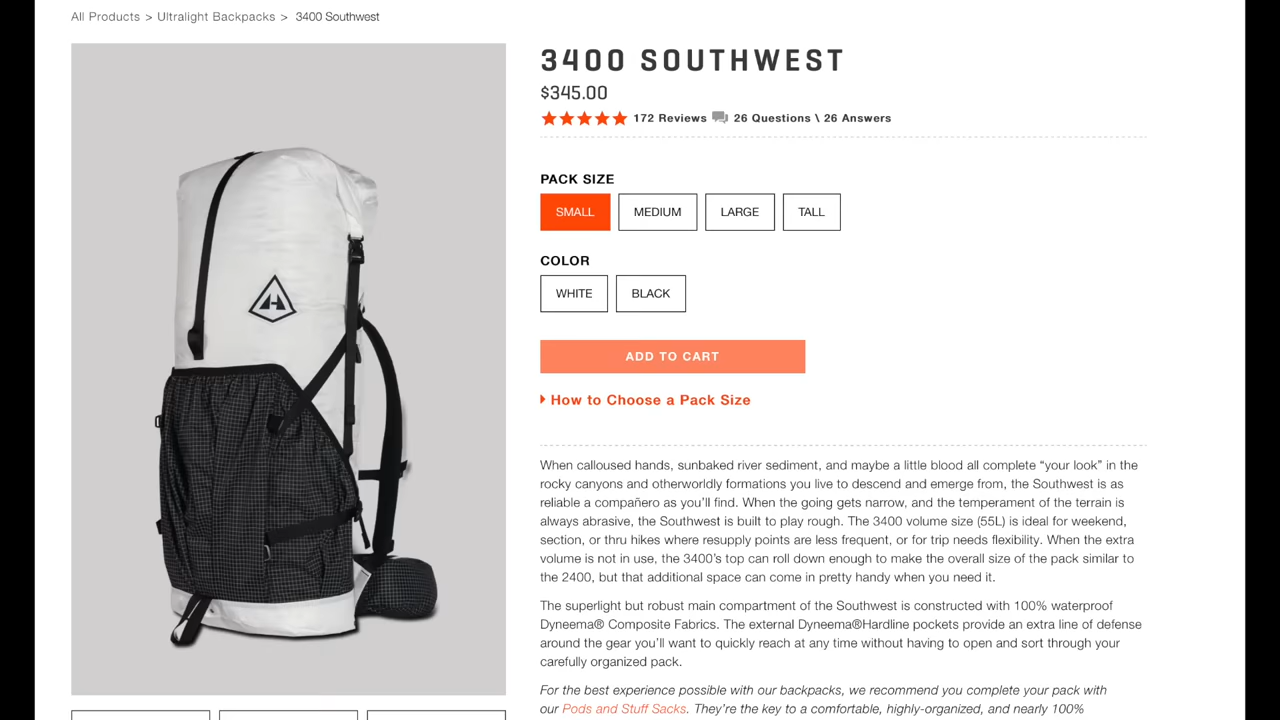 All Products > Ultralight Backpacks > 3400 Southwest
3400 SOUTHWEST
$345.00
172 Reviews 26 Questions \ 26 Answers
PACK SIZE
SMALL MEDIUM LARGE TALL
COLOR
WHITE BLACK
ADD TO CART
How to Choose a Pack Size
When calloused hands, sunbaked river sediment, and maybe a little blood all complete “your look” in the
rocky canyons and otherworldly formations you live to descend and emerge from, the Southwest is as
reliable a compañero as you’ll find. When the going gets narrow, and the temperament of the terrain is
always abrasive, the Southwest is built to play rough. The 3400 volume size (55L) is ideal for weekend,
section, or thru hikes where resupply points are less frequent, or for trip needs flexibility. When the extra
volume is not in use, the 3400’s top can roll down enough to make the overall size of the pack similar to
the 2400, but that additional space can come in pretty handy when you need it.
The superlight but robust main compartment of the Southwest is constructed with 100% waterproof
Dyneema® Composite Fabrics. The external Dyneema®Hardline pockets provide an extra line of defense
around the gear you’ll want to quickly reach at any time without having to open and sort through your
carefully organized pack.
For the best experience possible with our backpacks, we recommend you complete your pack with
our Pods and Stuff Sacks. They’re the key to a comfortable, highly-organized, and nearly 100%